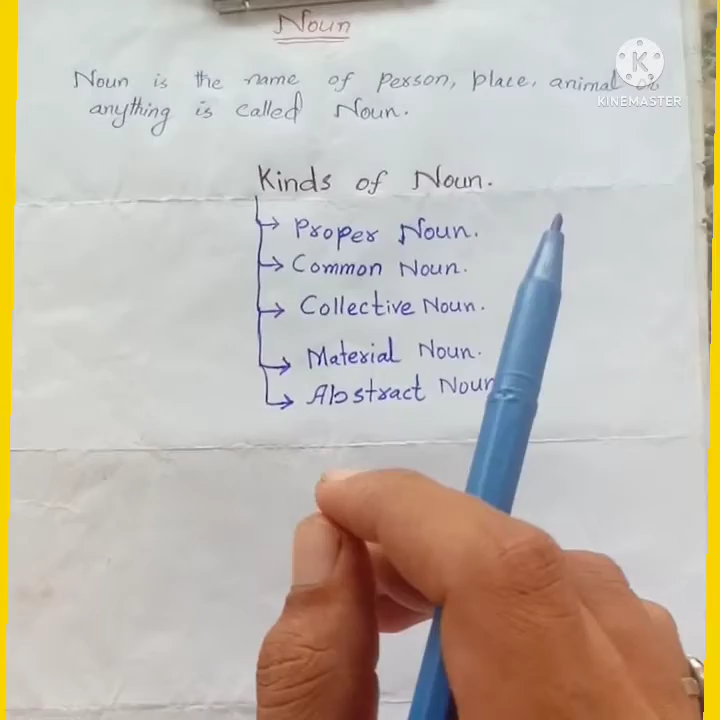 Noun
Noun is the name of person, place, animal or
anything is called Noun.
KINEMASTER
Kinds of Noun.
Proper Noun.
Common Noun.
Collective Noun.
Material Noun.
Abstract Noun